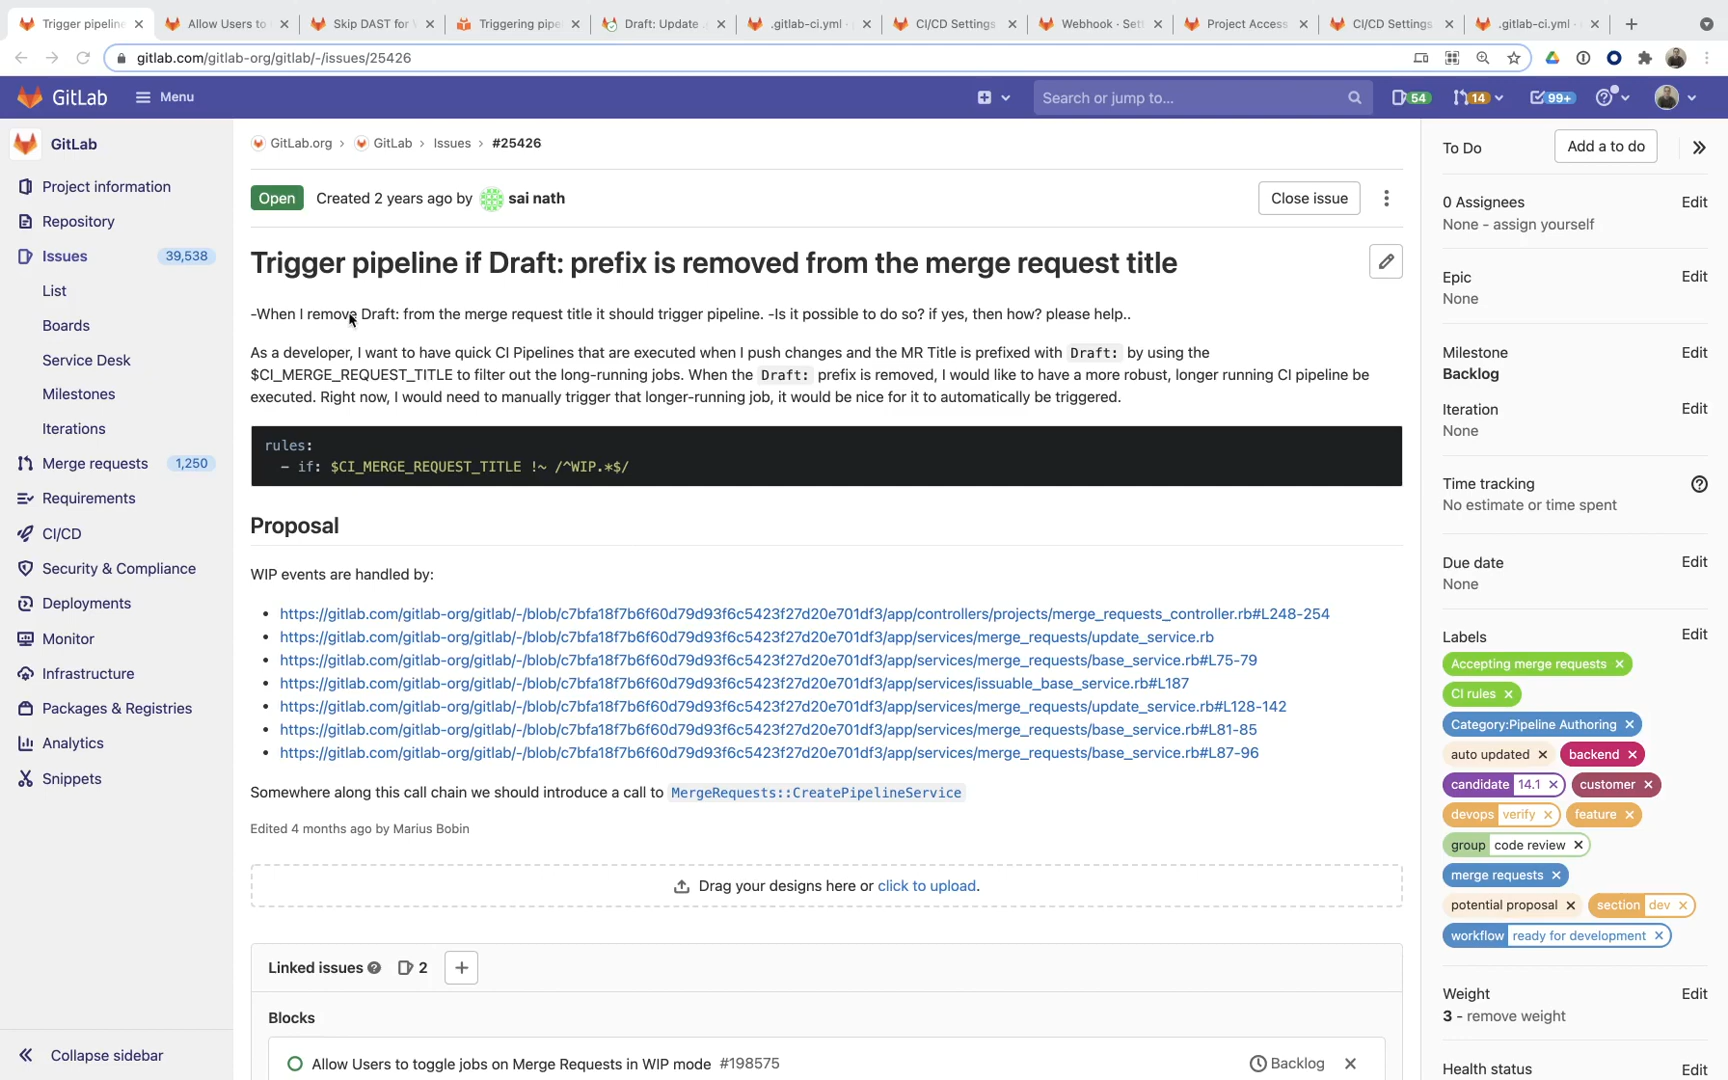 Trigger pipeline
Allow Users to
Skip DAST for
Triggering pipe
Draft: Update
.gitlab-ci.yml
CI/CD Settings
Webhook · Sett
Project Access
CI/CD Settings
.gitlab-ci.yml
gitlab.com/gitlab-org/gitlab/-/issues/25426
GitLab
Menu
Search or jump to...
54
14
99+
GitLab
Project information
Repository
Issues 39,538
List
Boards
Service Desk
Milestones
Iterations
Merge requests 1,250
Requirements
CI/CD
Security & Compliance
Deployments
Monitor
Infrastructure
Packages & Registries
Analytics
Snippets
Collapse sidebar
GitLab.org › GitLab › Issues › #25426
Open Created 2 years ago by sai nath
Close issue
Trigger pipeline if Draft: prefix is removed from the merge request title
-When I remove Draft: from the merge request title it should trigger pipeline. -Is it possible to do so? if yes, then how? please help..
As a developer, I want to have quick CI Pipelines that are executed when I push changes and the MR Title is prefixed with Draft: by using the
$CI_MERGE_REQUEST_TITLE to filter out the long-running jobs. When the Draft: prefix is removed, I would like to have a more robust, longer running CI pipeline be
executed. Right now, I would need to manually trigger that longer-running job, it would be nice for it to automatically be triggered.
rules:
- if: $CI_MERGE_REQUEST_TITLE !~ /^WIP.*$/
Proposal
WIP events are handled by:
• https://gitlab.com/gitlab-org/gitlab/-/blob/c7bfa18f7b6f60d79d93f6c5423f27d20e701df3/app/controllers/projects/merge_requests_controller.rb#L248-254
• https://gitlab.com/gitlab-org/gitlab/-/blob/c7bfa18f7b6f60d79d93f6c5423f27d20e701df3/app/services/merge_requests/update_service.rb
• https://gitlab.com/gitlab-org/gitlab/-/blob/c7bfa18f7b6f60d79d93f6c5423f27d20e701df3/app/services/merge_requests/base_service.rb#L75-79
• https://gitlab.com/gitlab-org/gitlab/-/blob/c7bfa18f7b6f60d79d93f6c5423f27d20e701df3/app/services/issuable_base_service.rb#L187
• https://gitlab.com/gitlab-org/gitlab/-/blob/c7bfa18f7b6f60d79d93f6c5423f27d20e701df3/app/services/merge_requests/update_service.rb#L128-142
• https://gitlab.com/gitlab-org/gitlab/-/blob/c7bfa18f7b6f60d79d93f6c5423f27d20e701df3/app/services/merge_requests/base_service.rb#L81-85
• https://gitlab.com/gitlab-org/gitlab/-/blob/c7bfa18f7b6f60d79d93f6c5423f27d20e701df3/app/services/merge_requests/base_service.rb#L87-96
Somewhere along this call chain we should introduce a call to MergeRequests::CreatePipelineService
Edited 4 months ago by Marius Bobin
Drag your designs here or click to upload.
Linked issues 2
Blocks
Allow Users to toggle jobs on Merge Requests in WIP mode #198575 Backlog
To Do
Add a to do
0 Assignees Edit
None - assign yourself
Epic Edit
None
Milestone Edit
Backlog
Iteration Edit
None
Time tracking
No estimate or time spent
Due date Edit
None
Labels Edit
Accepting merge requests
CI rules
Category:Pipeline Authoring
auto updated backend
candidate 14.1 customer
devops verify feature
group code review
merge requests
potential proposal section dev
workflow ready for development
Weight Edit
3 - remove weight
Health status Edit